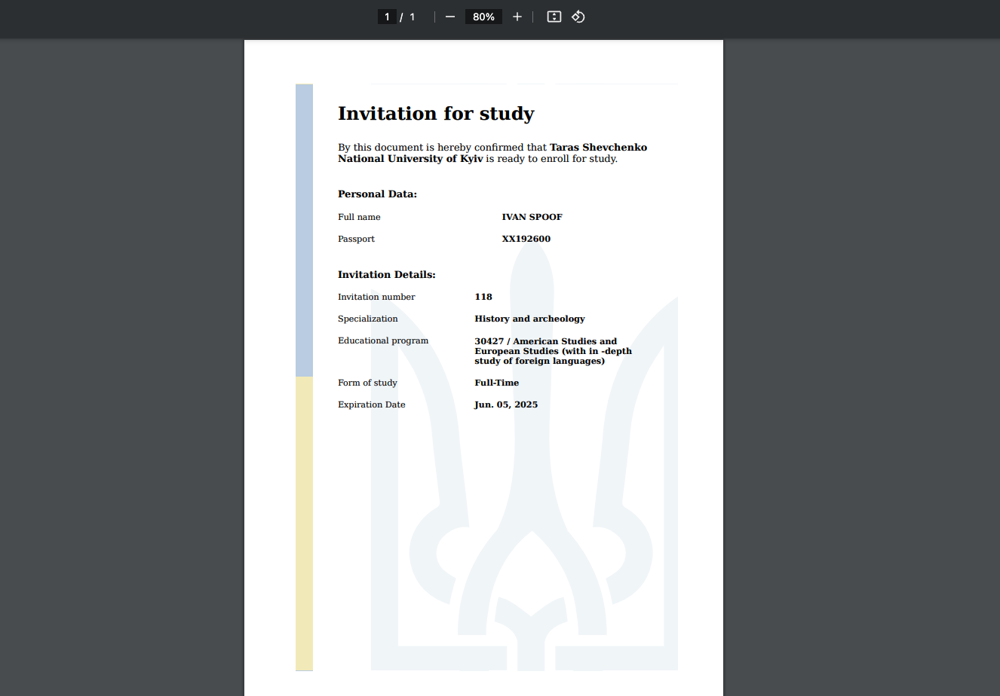 1 / 1 80%
Invitation for study
By this document is hereby confirmed that Taras Shevchenko
National University of Kyiv is ready to enroll for study.
Personal Data:
Full name IVAN SPOOF
Passport XX192600
Invitation Details:
Invitation number 118
Specialization History and archeology
Educational program 30427 / American Studies and
European Studies (with in -depth
study of foreign languages)
Form of study Full-Time
Expiration Date Jun. 05, 2025